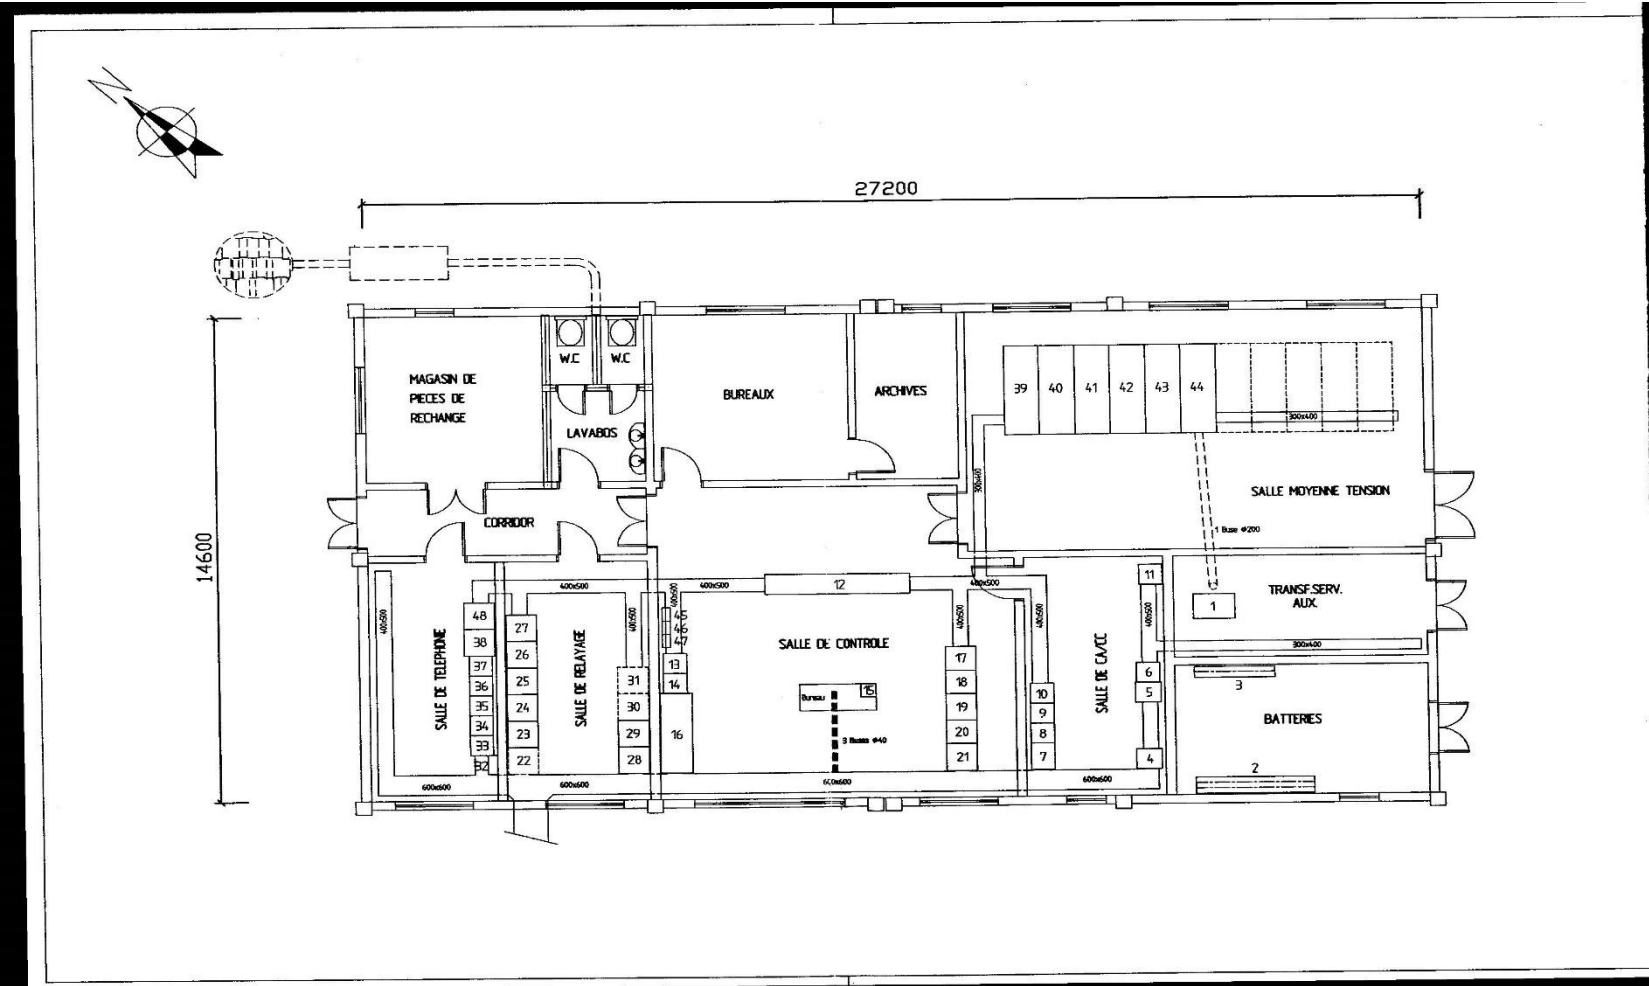 N
27200
14600
W.C
W.C
MAGASIN DE
PIECES DE
RECHANGE
BUREAUX
ARCHIVES
LAVABOS
39
40
41
42
43
44
300x400
300x400
SALLE MOYENNE TENSION
1 Buse Ø200
CORRIDOR
400x500
400x500
400x500
400x500
400x500
400x500
400x500
400x500
400x500
12
11
TRANSF.SERV.
AUX.
1
300x400
48
38
37
36
35
34
33
32
SALLE DE TELEPHONE
27
26
25
24
23
22
SALLE DE RELAYAGE
31
30
29
28
45
46
47
13
14
16
SALLE DE CONTROLE
Bureau
15
3 Buses Ø40
17
18
19
20
21
10
9
8
7
SALLE DE CA/CC
6
5
4
3
BATTERIES
2
600x600
600x600
600x600
600x600